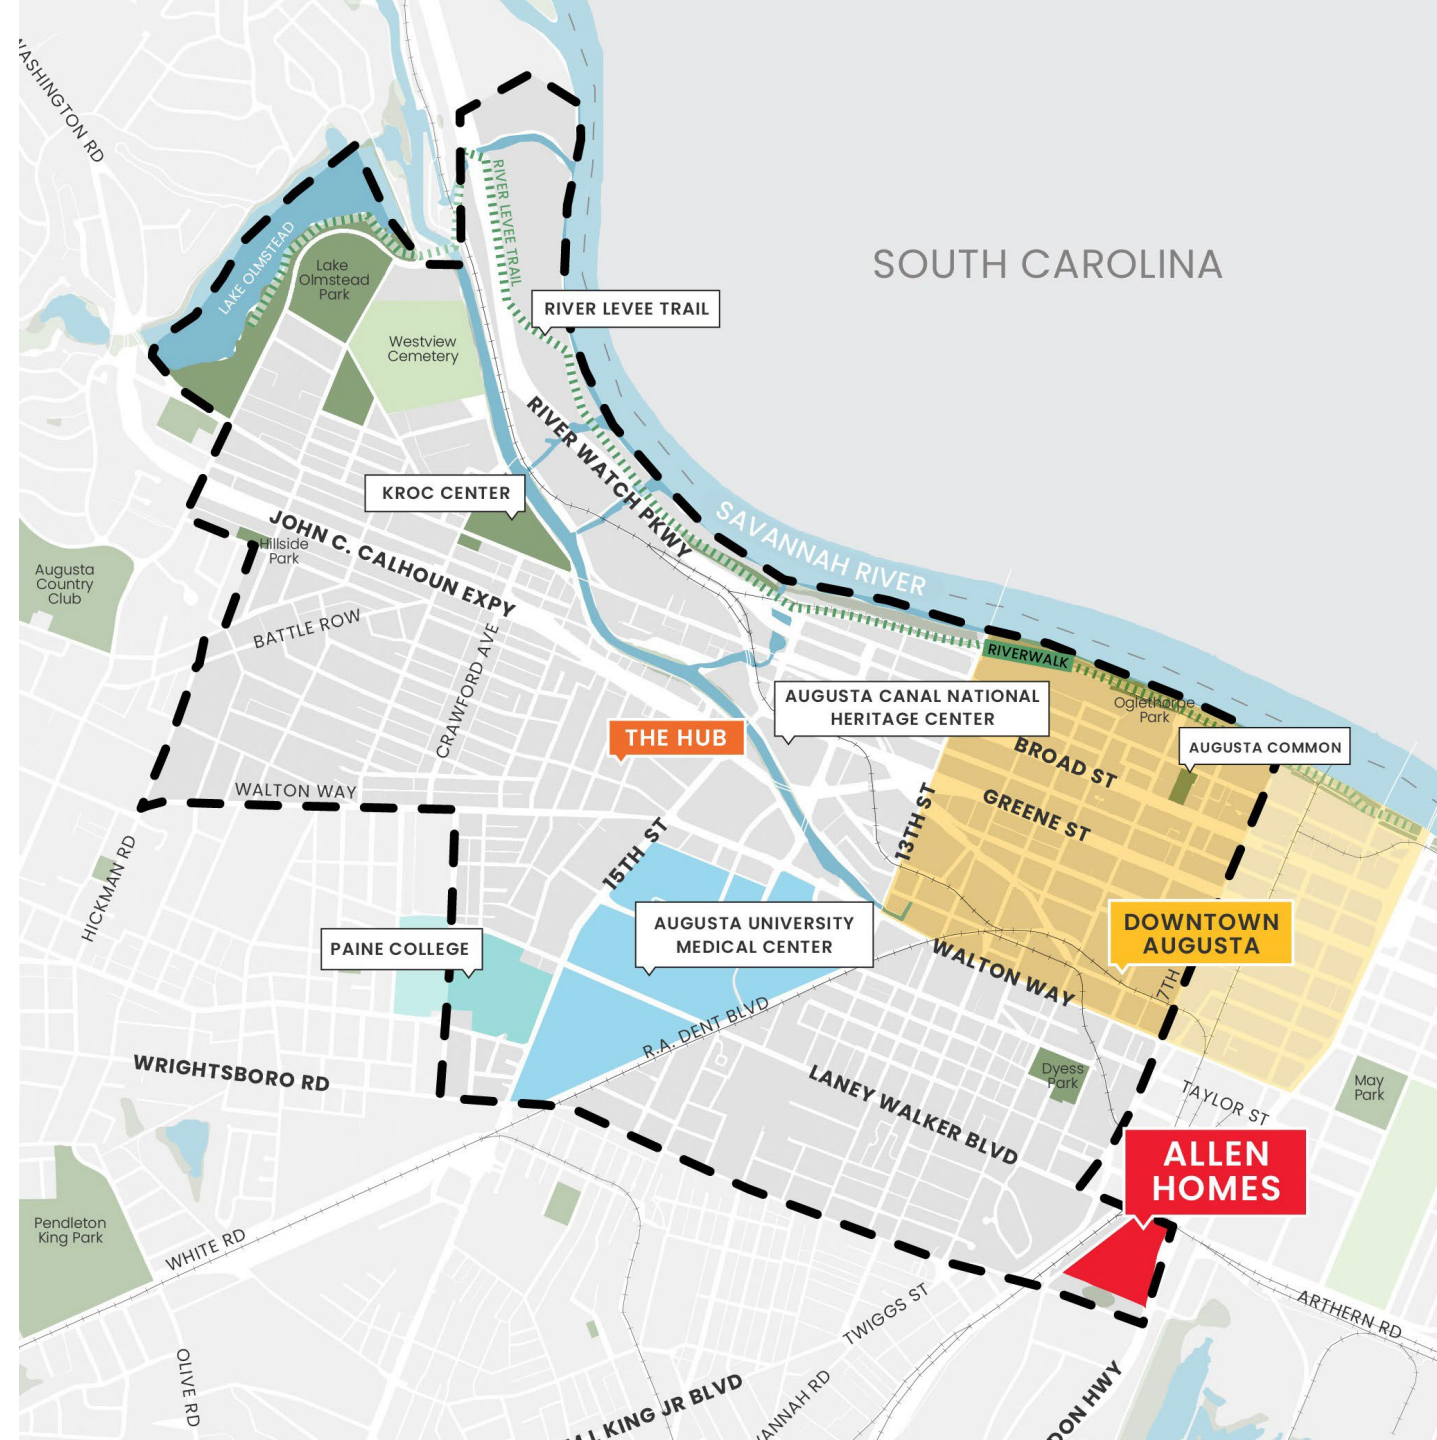 WASHINGTON RD
RIVER LEVEE TRAIL
LAKE OLMSTEAD
Lake
Olmstead
Park
SOUTH CAROLINA
RIVER LEVEE TRAIL
Westview
Cemetery
RIVER WATCH PKWY
KROC CENTER
SAVANNAH RIVER
JOHN C. CALHOUN EXPY
Hillside
Park
Augusta
Country
Club
BATTLE ROW
CRAWFORD AVE
RIVERWALK
AUGUSTA CANAL NATIONAL
HERITAGE CENTER
Oglethorpe
Park
THE HUB
AUGUSTA COMMON
BROAD ST
WALTON WAY
GREENE ST
13TH ST
15TH ST
HICKMAN RD
AUGUSTA UNIVERSITY
MEDICAL CENTER
DOWNTOWN
AUGUSTA
PAINE COLLEGE
WALTON WAY
7TH
R.A. DENT BLVD
WRIGHTSBORO RD
LANEY WALKER BLVD
Dyess
Park
May
Park
TAYLOR ST
ALLEN
HOMES
Pendleton
King Park
WHITE RD
TWIGGS ST
ARTHERN RD
OLIVE RD
KING JR BLVD
VANNAH RD
DON HWY